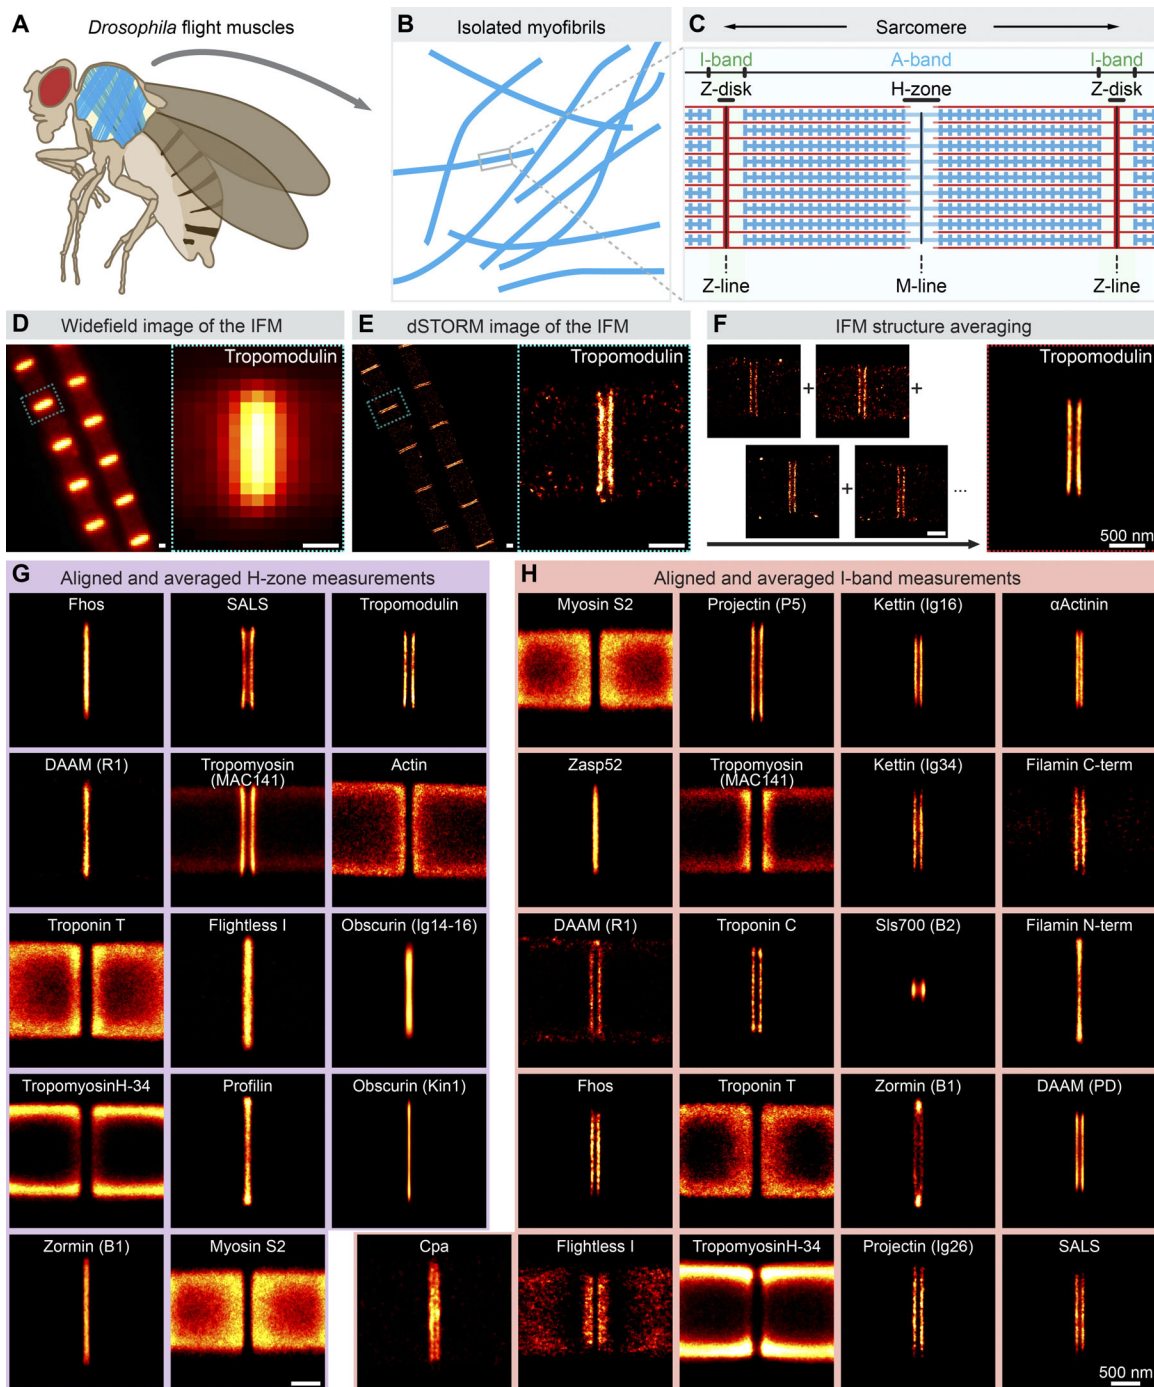 A
Drosophila flight muscles
B
Isolated myofibrils
C
Sarcomere
I-band
A-band
I-band
Z-disk
H-zone
Z-disk
Z-line
M-line
Z-line
D
Widefield image of the IFM
Tropomodulin
E
dSTORM image of the IFM
Tropomodulin
F
IFM structure averaging
+
+
+
...
Tropomodulin
500 nm
G
Aligned and averaged H-zone measurements
Fhos
SALS
Tropomodulin
DAAM (R1)
Tropomyosin
(MAC141)
Actin
Troponin T
Flightless I
Obscurin (Ig14-16)
TropomyosinH-34
Profilin
Obscurin (Kin1)
Zormin (B1)
Myosin S2
H
Aligned and averaged I-band measurements
Myosin S2
Projectin (P5)
Kettin (Ig16)
αActinin
Zasp52
Tropomyosin
(MAC141)
Kettin (Ig34)
Filamin C-term
DAAM (R1)
Troponin C
Sls700 (B2)
Filamin N-term
Fhos
Troponin T
Zormin (B1)
DAAM (PD)
Cpa
Flightless I
TropomyosinH-34
Projectin (Ig26)
SALS
500 nm